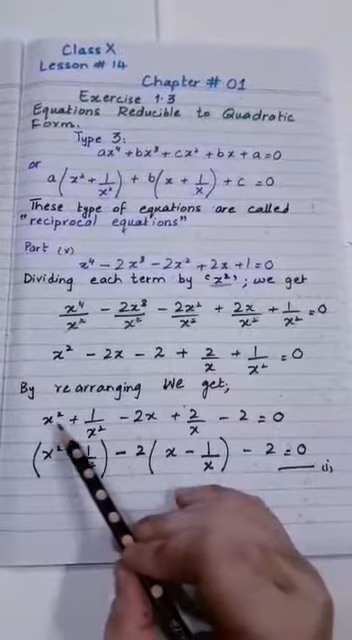 Class X
Lesson # 14
Chapter # 01
Exercise 1.3
Equations Reducible to Quadratic
Form.
Type 3:
ax⁴ + bx³ + cx² + bx + a = 0
or
a(x² + 1/x²) + b(x + 1/x) + c = 0
These type of equations are called
"reciprocal equations"
Part (v)
x⁴ - 2x³ - 2x² + 2x + 1 = 0
Dividing each term by "x²", we get
x⁴/x² - 2x³/x² - 2x²/x² + 2x/x² + 1/x² = 0
x² - 2x - 2 + 2/x + 1/x² = 0
By rearranging We get,
x² + 1/x² - 2x + 2/x - 2 = 0
(x² 1/x²) - 2(x - 1/x) - 2 = 0 — i)